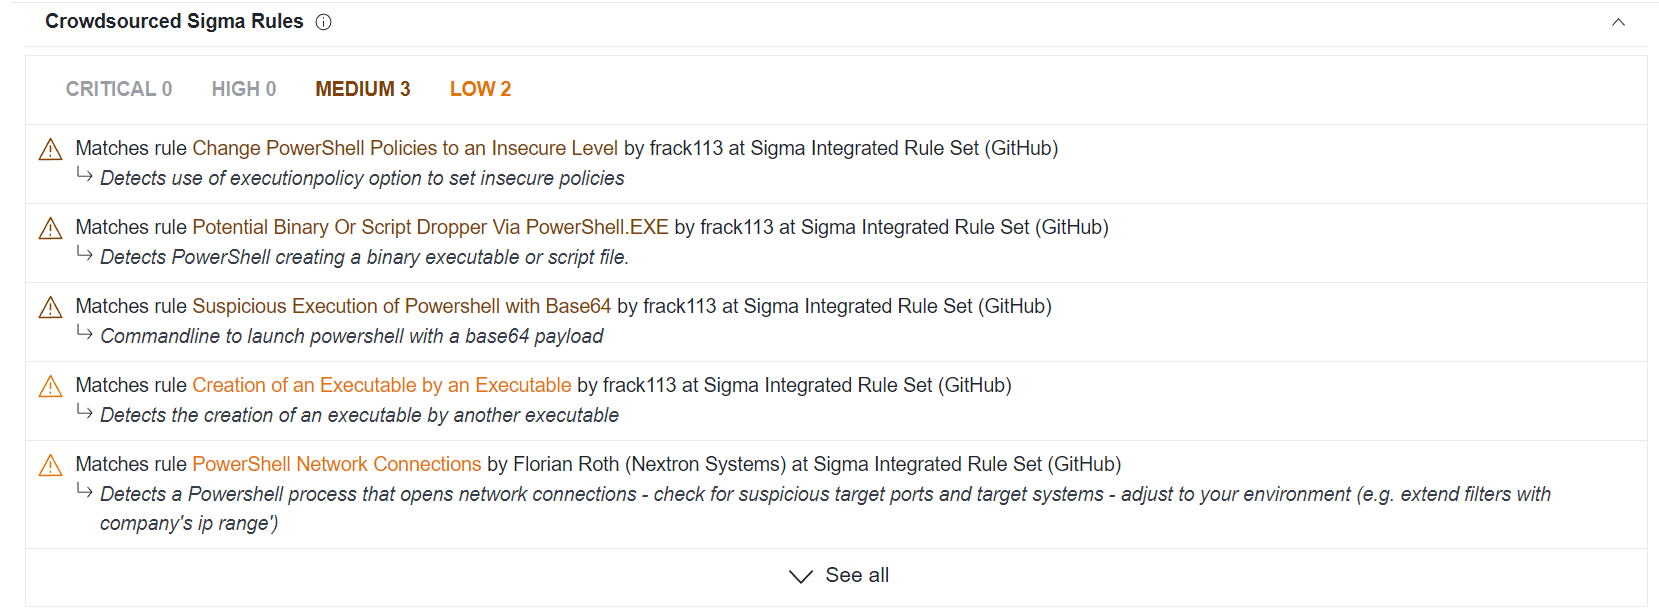 Crowdsourced Sigma Rules
CRITICAL 0 HIGH 0 MEDIUM 3 LOW 2
Matches rule Change PowerShell Policies to an Insecure Level by frack113 at Sigma Integrated Rule Set (GitHub)
Detects use of executionpolicy option to set insecure policies
Matches rule Potential Binary Or Script Dropper Via PowerShell.EXE by frack113 at Sigma Integrated Rule Set (GitHub)
Detects PowerShell creating a binary executable or script file.
Matches rule Suspicious Execution of Powershell with Base64 by frack113 at Sigma Integrated Rule Set (GitHub)
Commandline to launch powershell with a base64 payload
Matches rule Creation of an Executable by an Executable by frack113 at Sigma Integrated Rule Set (GitHub)
Detects the creation of an executable by another executable
Matches rule PowerShell Network Connections by Florian Roth (Nextron Systems) at Sigma Integrated Rule Set (GitHub)
Detects a Powershell process that opens network connections - check for suspicious target ports and target systems - adjust to your environment (e.g. extend filters with
company's ip range')
See all